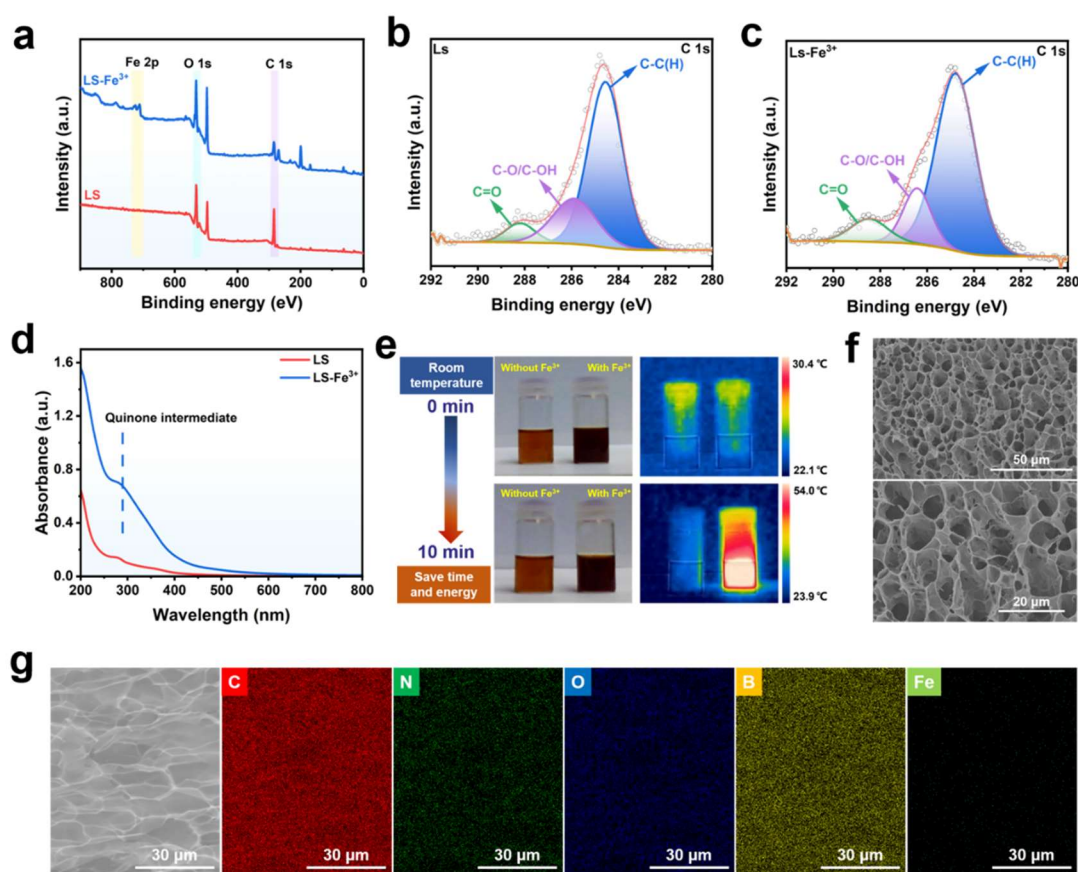 a
Fe 2p
O 1s
C 1s
LS-Fe³⁺
LS
Intensity (a.u.)
800
600
400
200
0
Binding energy (eV)
b
Ls
C 1s
C-C(H)
C-O/C-OH
C=O
Intensity (a.u.)
292
290
288
286
284
282
280
Binding energy (eV)
c
Ls-Fe³⁺
C 1s
C-C(H)
C-O/C-OH
C=O
Intensity (a.u.)
292
290
288
286
284
282
280
Binding energy (eV)
d
1.6
1.2
0.8
0.4
0.0
LS
LS-Fe³⁺
Quinone intermediate
Absorbance (a.u.)
200
300
400
500
600
700
800
Wavelength (nm)
e
Room
temperature
0 min
10 min
Save time
and energy
Without Fe³⁺
With Fe³⁺
Without Fe³⁺
With Fe³⁺
30.4 ℃
22.1 ℃
54.0 ℃
23.9 ℃
f
50 μm
20 μm
g
30 μm
C
30 μm
N
30 μm
O
30 μm
B
30 μm
Fe
30 μm